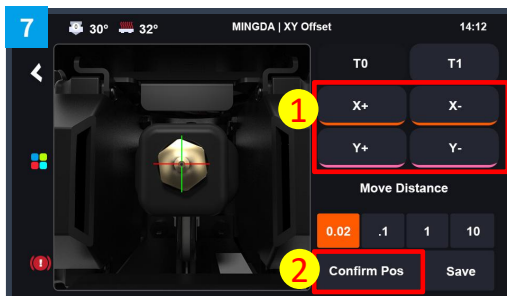 7
30° 32° MINGDA | XY Offset 14:12
T0 T1
1
X+ X-
Y+ Y-
Move Distance
0.02 .1 1 10
2
Confirm Pos Save